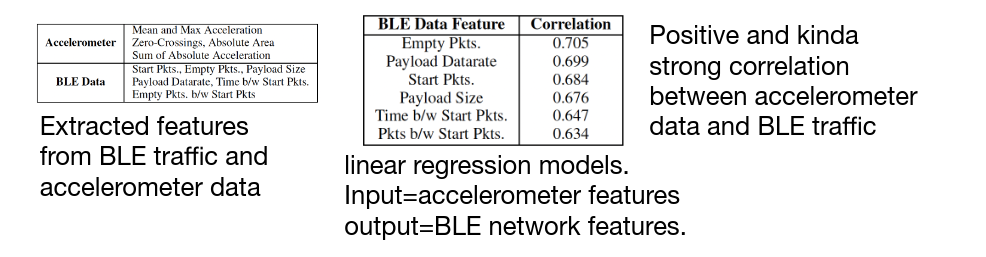 Accelerometer
Mean and Max Acceleration
Zero-Crossings, Absolute Area
Sum of Absolute Acceleration
BLE Data
Start Pkts., Empty Pkts., Payload Size
Payload Datarate, Time b/w Start Pkts.
Empty Pkts. b/w Start Pkts
Extracted features
from BLE traffic and
accelerometer data
BLE Data Feature Correlation
Empty Pkts. 0.705
Payload Datarate 0.699
Start Pkts. 0.684
Payload Size 0.676
Time b/w Start Pkts. 0.647
Pkts b/w Start Pkts. 0.634
linear regression models.
Input=accelerometer features
output=BLE network features.
Positive and kinda
strong correlation
between accelerometer
data and BLE traffic